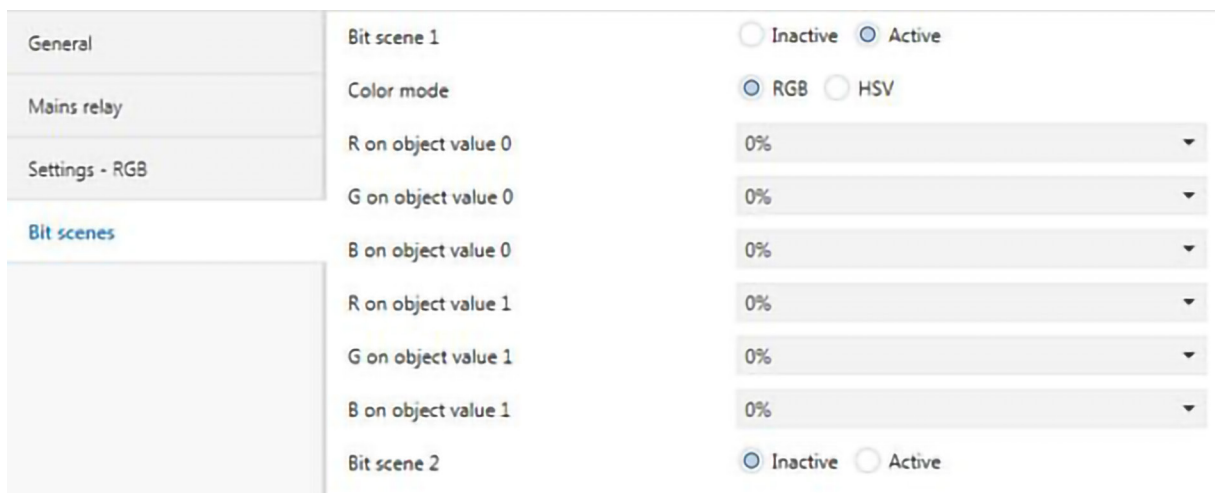 General
Mains relay
Settings - RGB
Bit scenes
Bit scene 1 Inactive Active
Color mode RGB HSV
R on object value 0 0%
G on object value 0 0%
B on object value 0 0%
R on object value 1 0%
G on object value 1 0%
B on object value 1 0%
Bit scene 2 Inactive Active